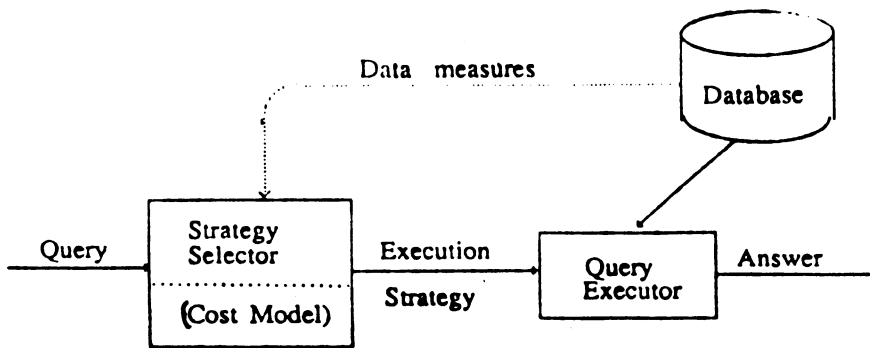 Data measures
Database
Query
Strategy
Selector
(Cost Model)
Execution
Strategy
Query
Executor
Answer